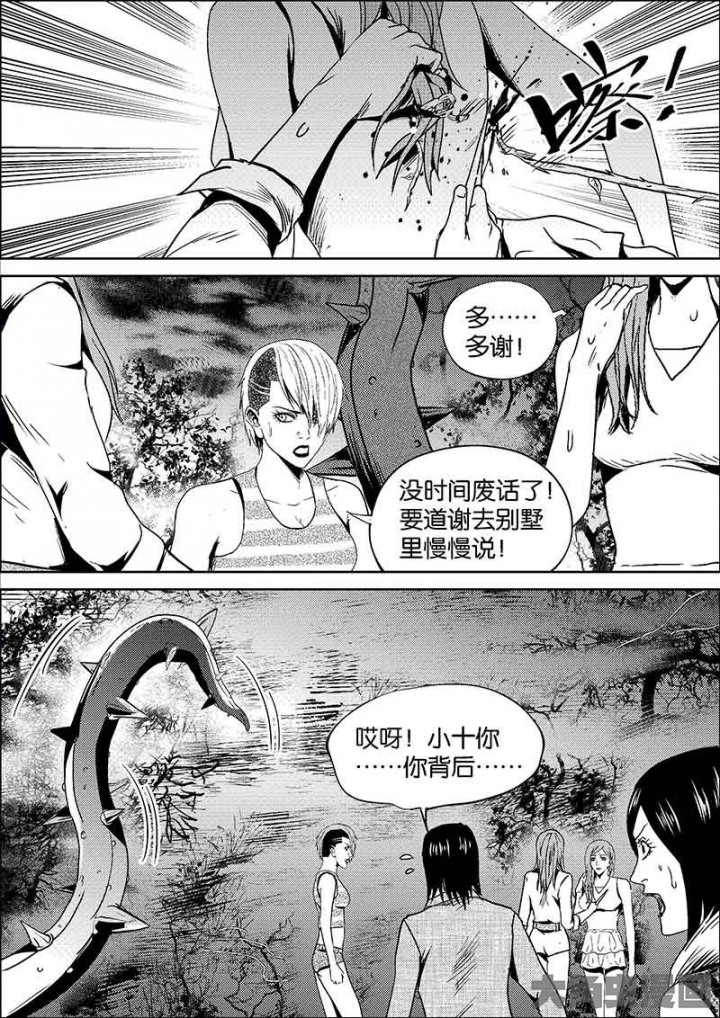 嚓！
多……
多谢！
没时间废话了！
要道谢去别墅
里慢慢说！
哎呀！小十你
……你背后……